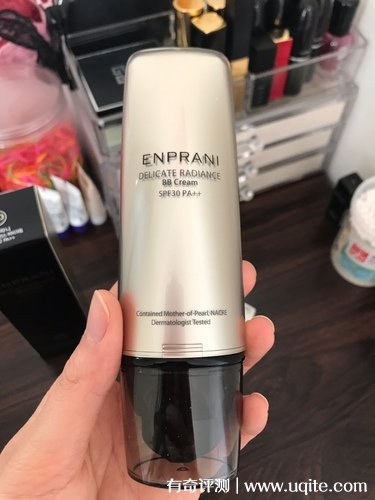 ENPRANI
DELICATE RADIANCE
BB Cream
SPF30 PA++
Contained Mother-of-Pearl NACRE
Dermatologist Tested
有奇评测 | www.uqite.com